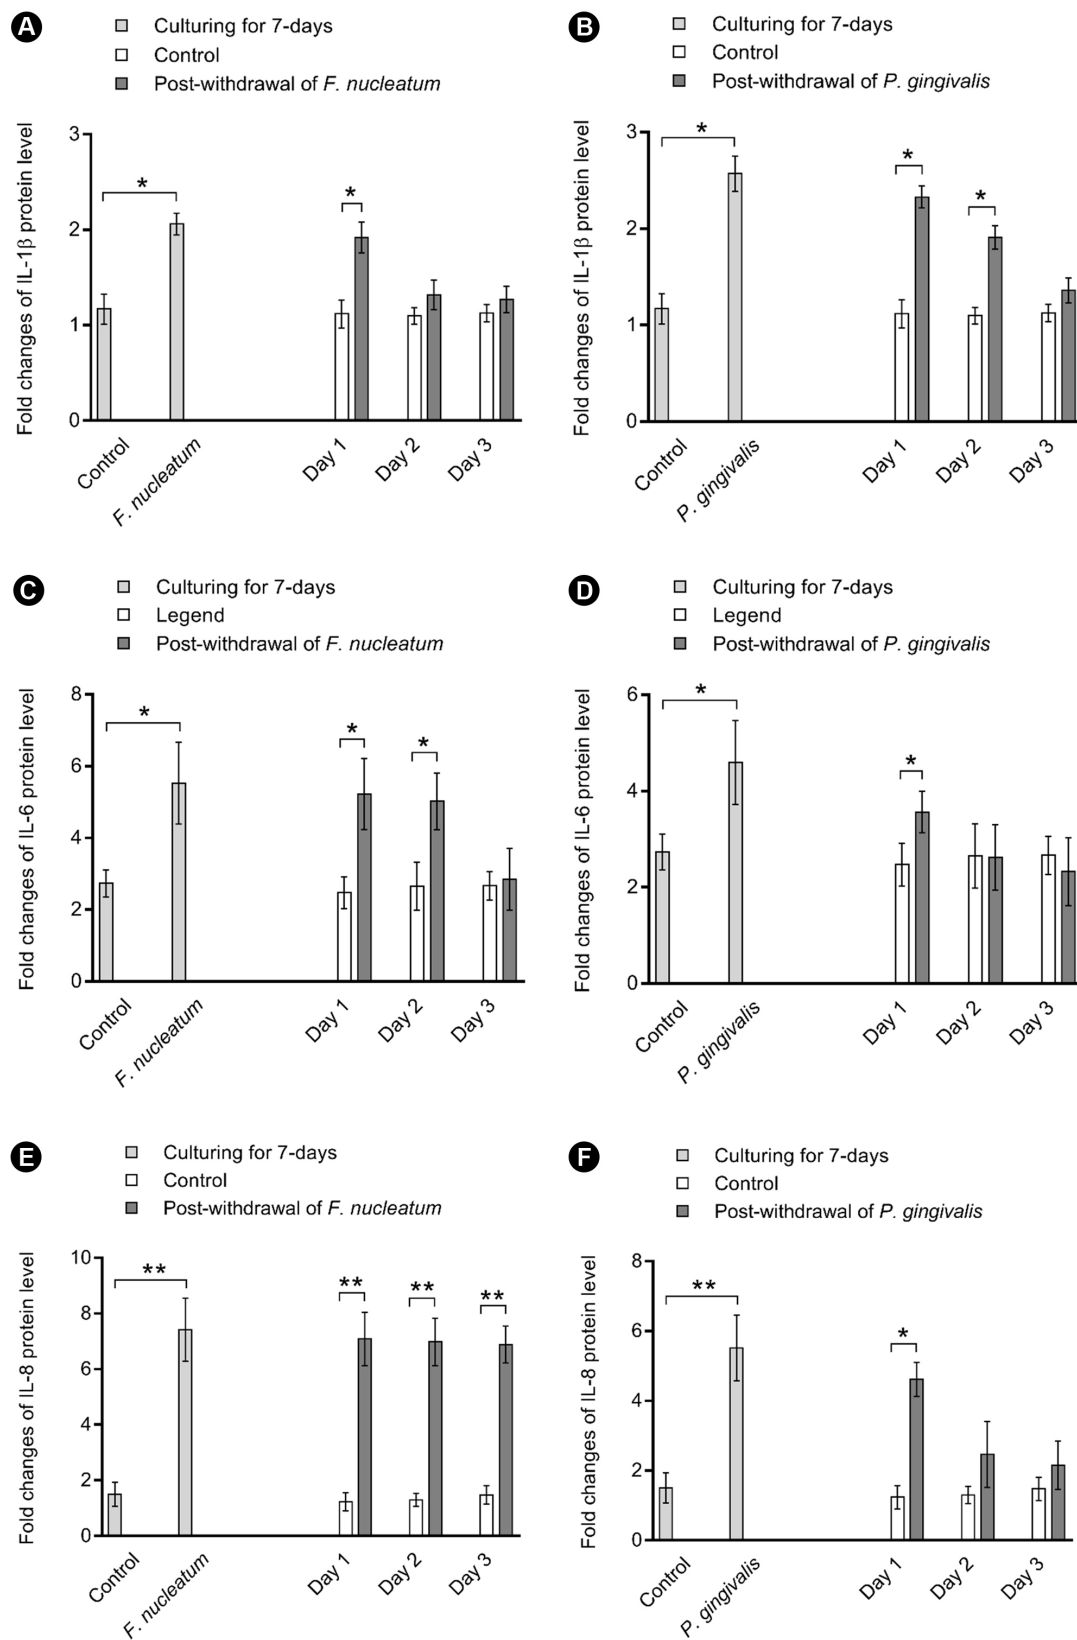 A
Culturing for 7-days
Control
Post-withdrawal of F. nucleatum
Fold changes of IL-1β protein level
3
2
1
0
*
*
Control
F. nucleatum
Day 1
Day 2
Day 3
B
Culturing for 7-days
Control
Post-withdrawal of P. gingivalis
Fold changes of IL-1β protein level
3
2
1
0
*
*
*
Control
P. gingivalis
Day 1
Day 2
Day 3
C
Culturing for 7-days
Legend
Post-withdrawal of F. nucleatum
Fold changes of IL-6 protein level
8
6
4
2
0
*
*
*
Control
F. nucleatum
Day 1
Day 2
Day 3
D
Culturing for 7-days
Legend
Post-withdrawal of P. gingivalis
Fold changes of IL-6 protein level
6
4
2
0
*
*
Control
P. gingivalis
Day 1
Day 2
Day 3
E
Culturing for 7-days
Control
Post-withdrawal of F. nucleatum
Fold changes of IL-8 protein level
10
8
6
4
2
0
**
**
**
**
Control
F. nucleatum
Day 1
Day 2
Day 3
F
Culturing for 7-days
Control
Post-withdrawal of P. gingivalis
Fold changes of IL-8 protein level
8
6
4
2
0
**
*
Control
P. gingivalis
Day 1
Day 2
Day 3